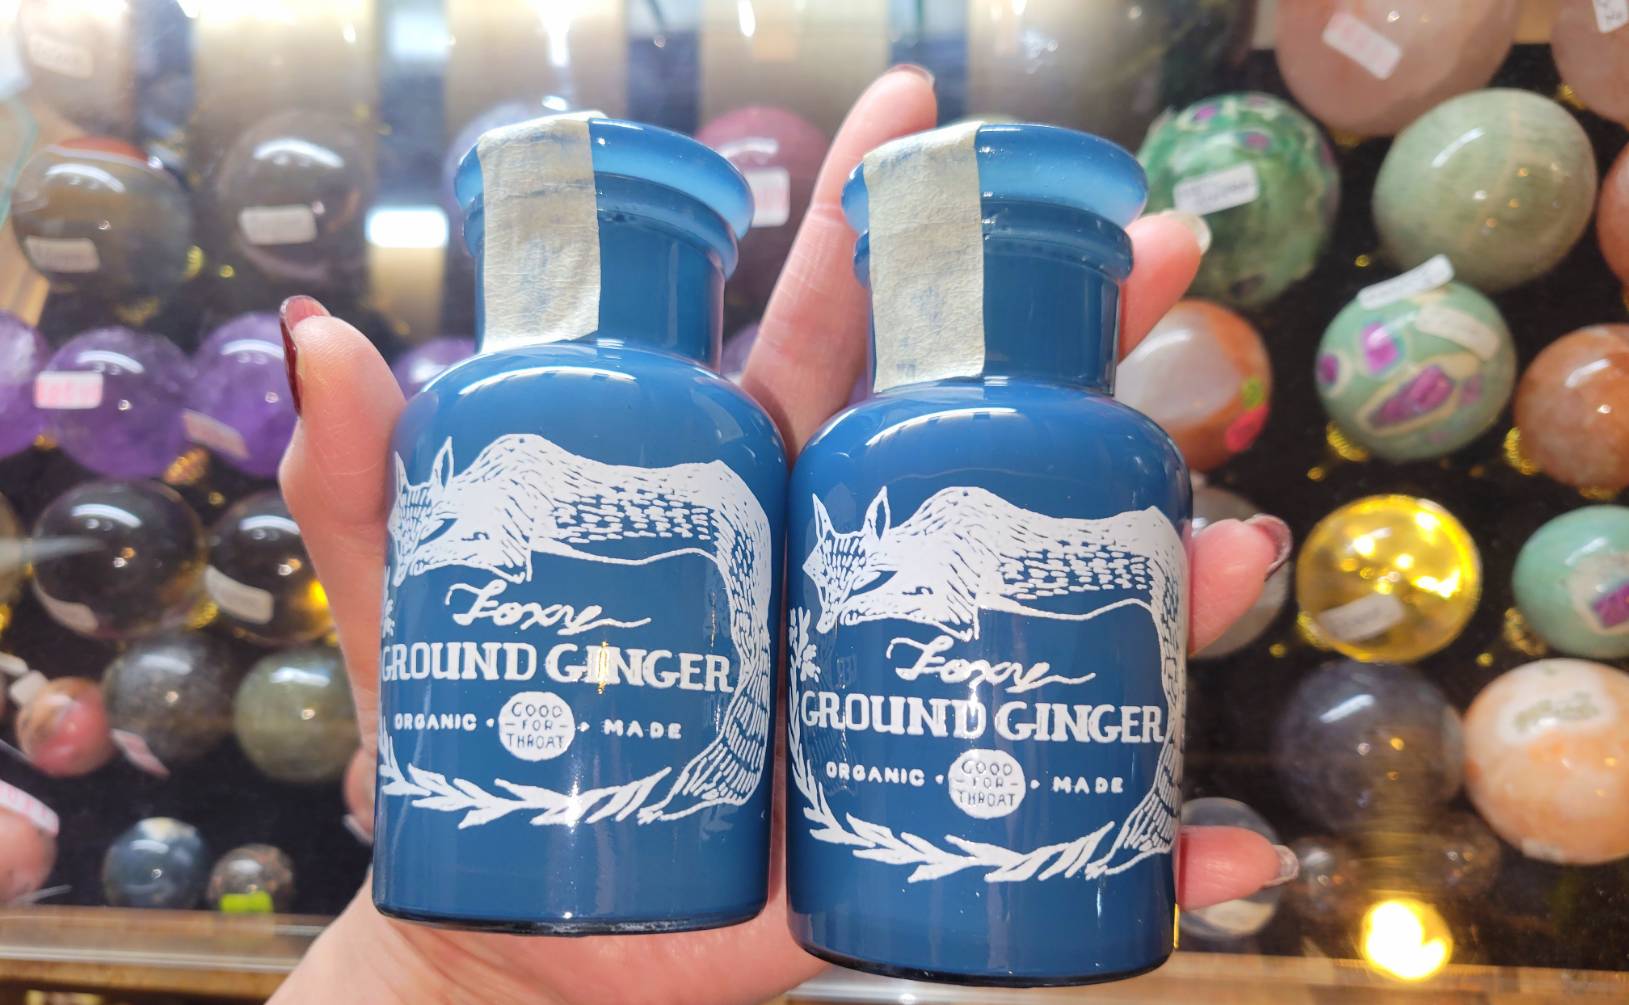 Foxy
GROUND GINGER
ORGANIC • GOOD FOR THROAT • MADE
Foxy
GROUND GINGER
ORGANIC • GOOD FOR THROAT • MADE